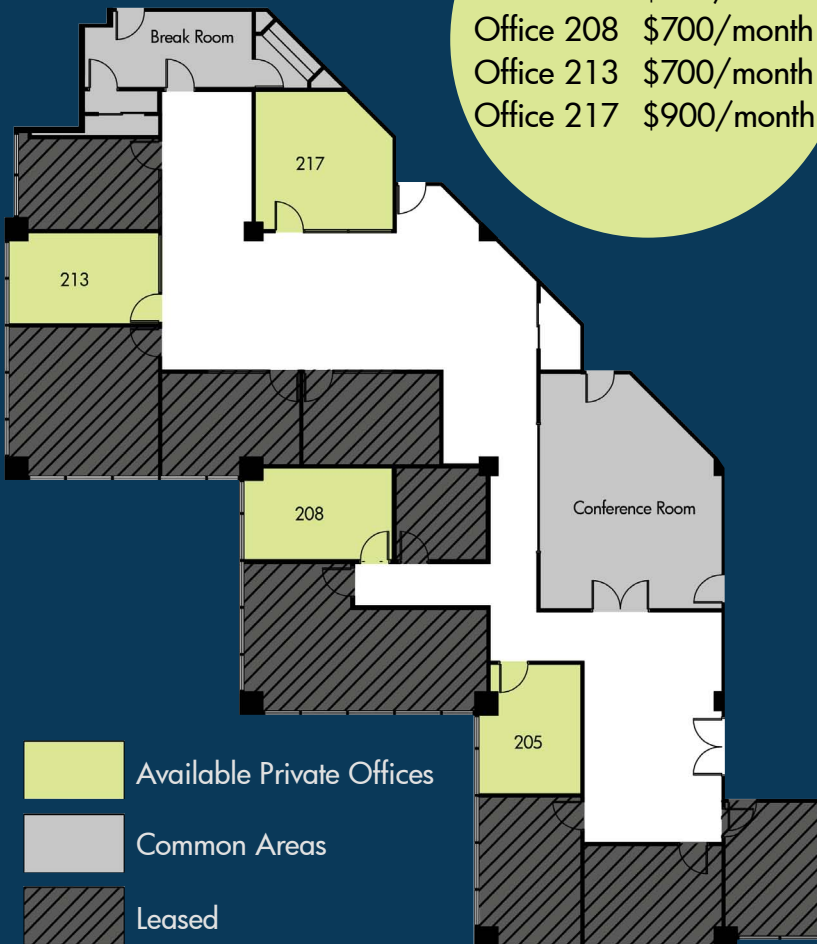 Office 208 $700/month
Office 213 $700/month
Office 217 $900/month
Break Room
217
213
208
Conference Room
205
Available Private Offices
Common Areas
Leased